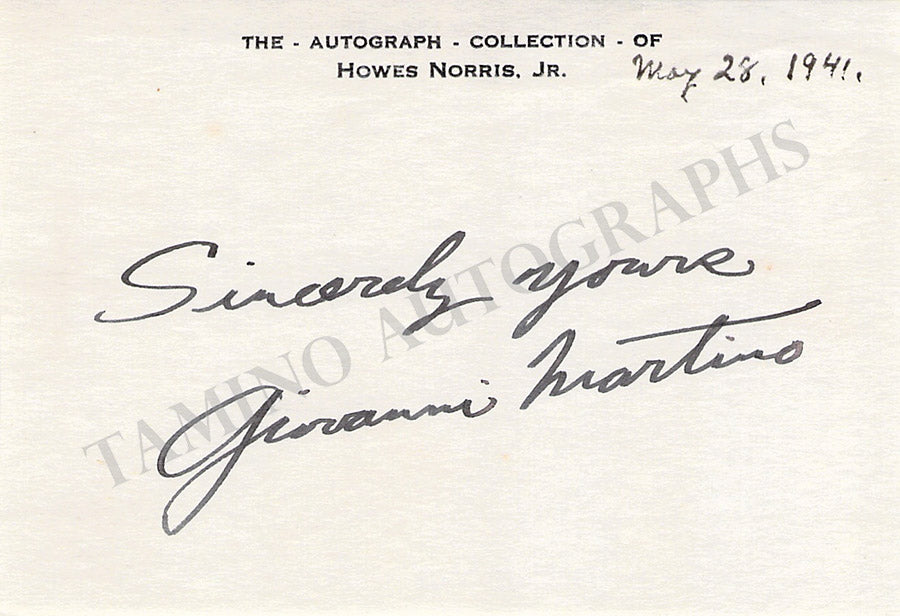 THE - AUTOGRAPH - COLLECTION - OF
HOWES NORRIS, JR.
May 28, 1941.
Sincerely yours
Giovanni Martino
TAMINO AUTOGRAPHS